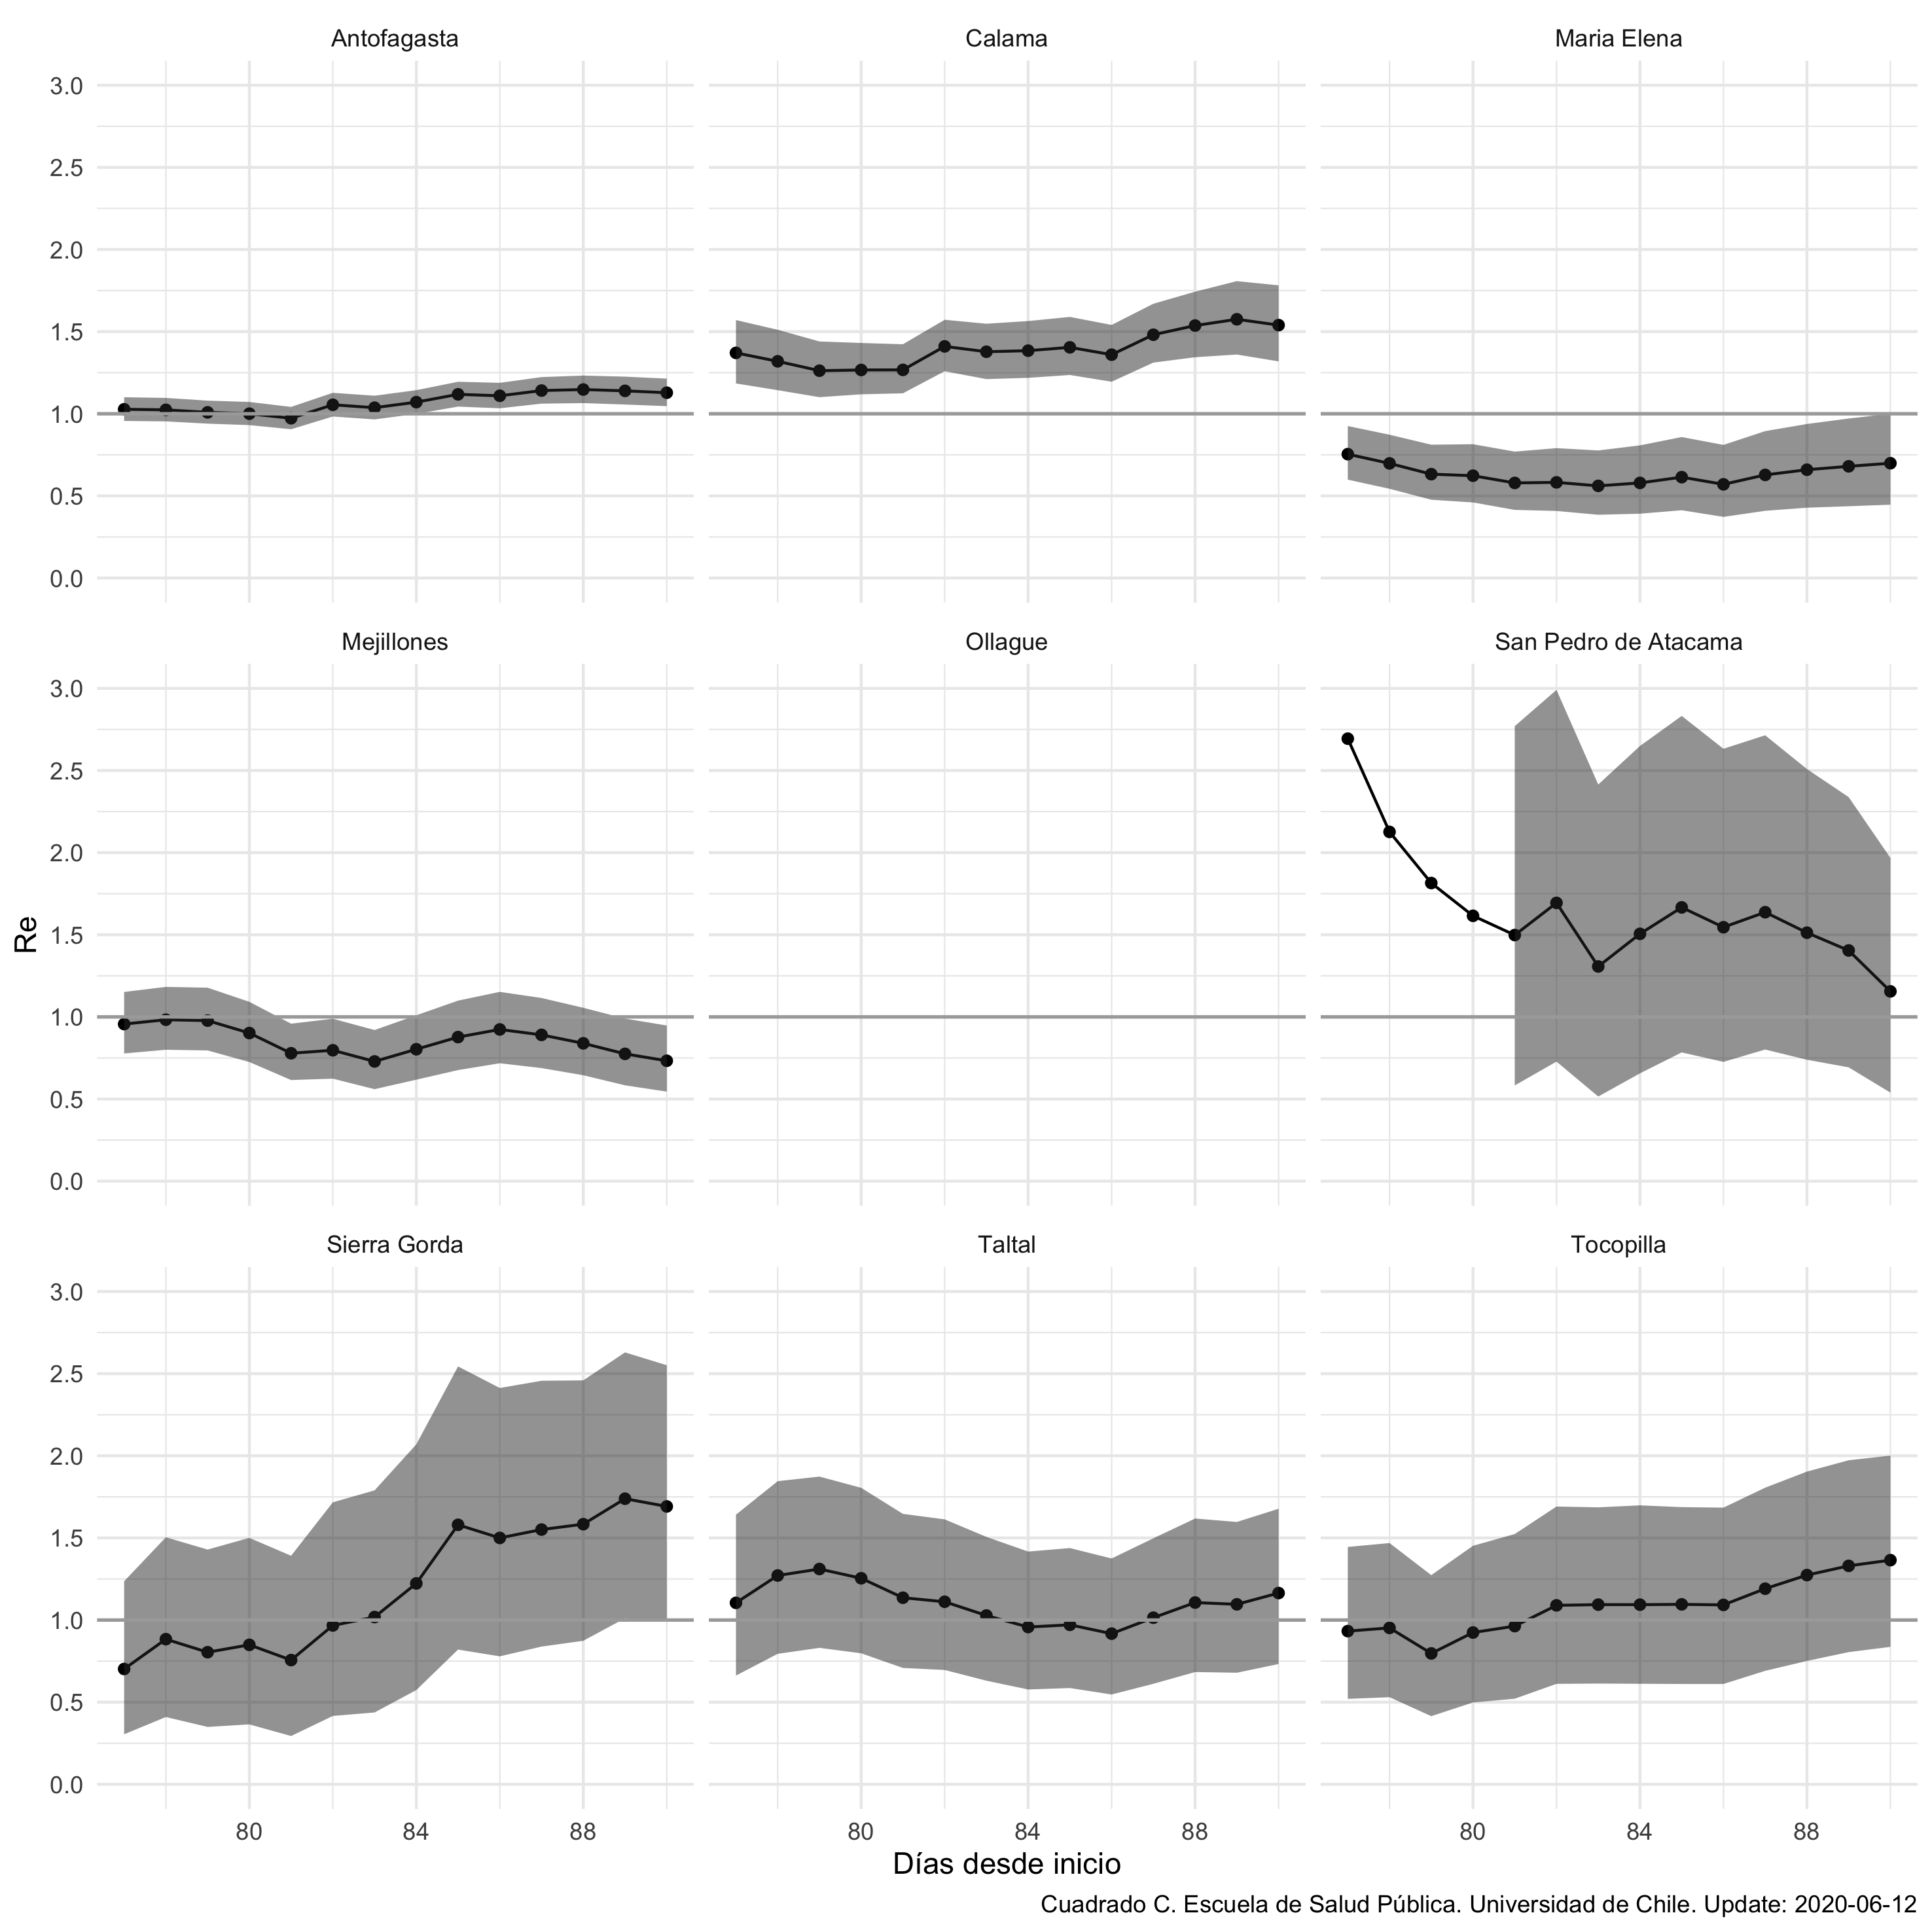 Antofagasta
Calama
Maria Elena
3.0
2.5
2.0
1.5
1.0
0.5
0.0
Mejillones
Ollague
San Pedro de Atacama
3.0
2.5
2.0
1.5
1.0
0.5
0.0
Re
Sierra Gorda
Taltal
Tocopilla
3.0
2.5
2.0
1.5
1.0
0.5
0.0
80 84 88
80 84 88
80 84 88
Días desde inicio
Cuadrado C. Escuela de Salud Pública. Universidad de Chile. Update: 2020-06-12